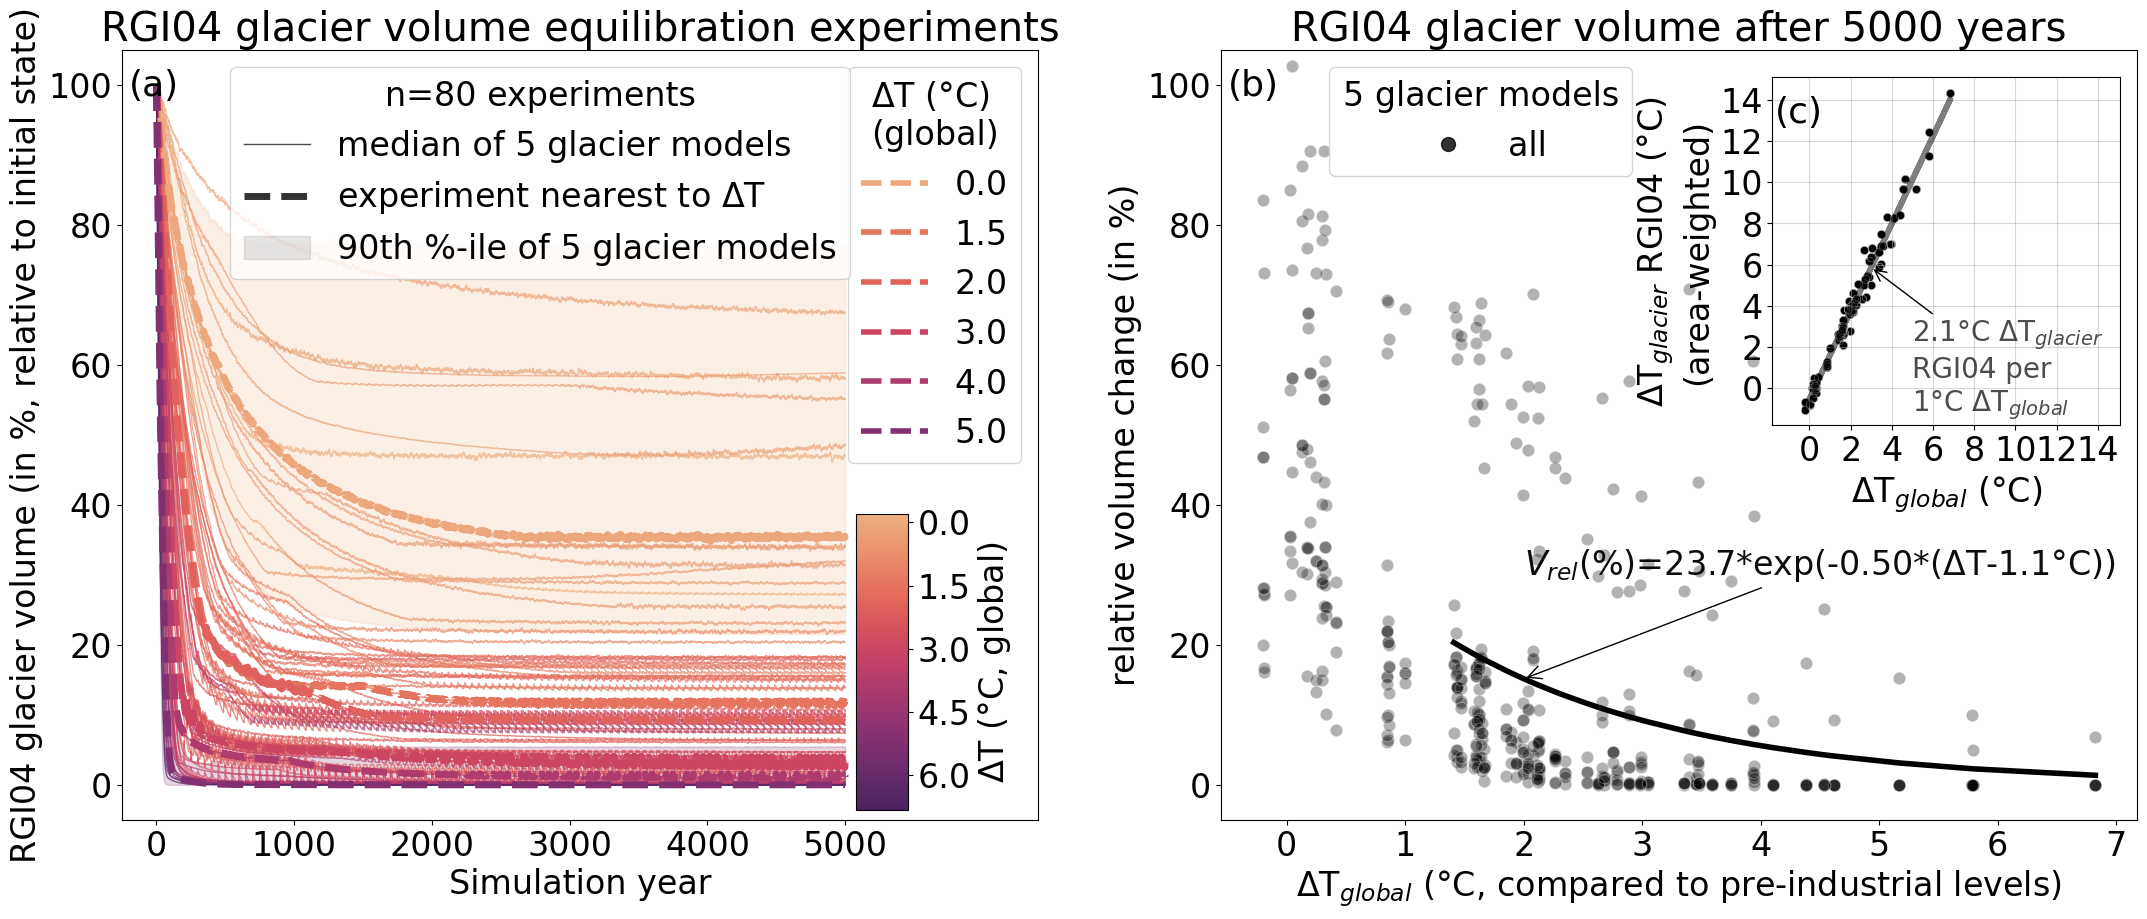 RGI04 glacier volume equilibration experiments
RGI04 glacier volume (in %, relative to initial state)
(a)
100
80
60
40
20
0
n=80 experiments
median of 5 glacier models
experiment nearest to ΔT
90th %-ile of 5 glacier models
ΔT (°C)
(global)
0.0
1.5
2.0
3.0
4.0
5.0
0.0
1.5
3.0
4.5
6.0
ΔT (°C, global)
0
1000
2000
3000
4000
5000
Simulation year
RGI04 glacier volume after 5000 years
relative volume change (in %)
(b)
100
80
60
40
20
0
5 glacier models
all
V_rel(%)=23.7*exp(-0.50*(ΔT-1.1°C))
0
1
2
3
4
5
6
7
ΔT_global (°C, compared to pre-industrial levels)
ΔT_glacier RGI04 (°C)
(area-weighted)
(c)
14
12
10
8
6
4
2
0
2.1°C ΔT_glacier
RGI04 per
1°C ΔT_global
0
2
4
6
8
10
12
14
ΔT_global (°C)